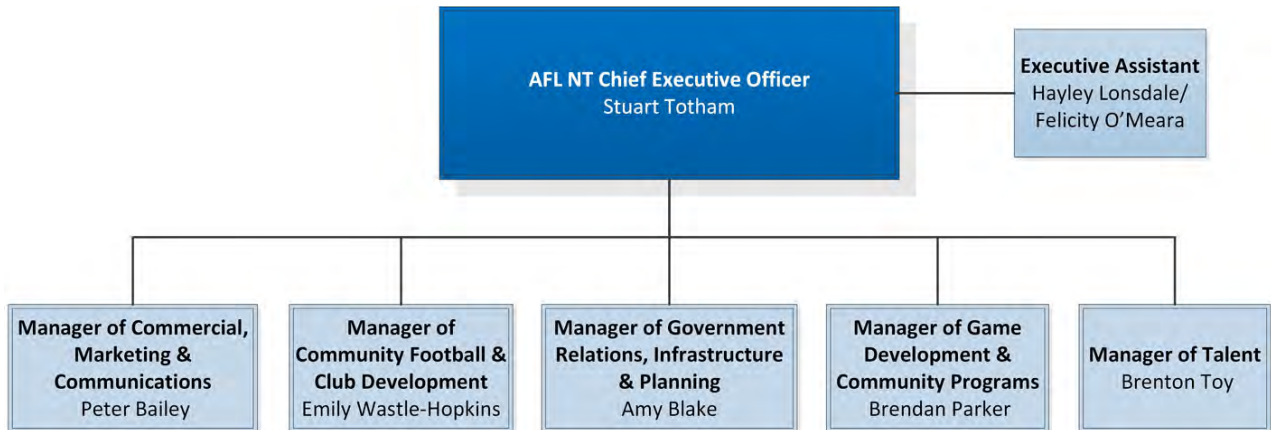 AFL NT Chief Executive Officer
Stuart Totham
Executive Assistant
Hayley Lonsdale/
Felicity O’Meara
Manager of Commercial,
Marketing &
Communications
Peter Bailey
Manager of
Community Football &
Club Development
Emily Wastle-Hopkins
Manager of Government
Relations, Infrastructure
& Planning
Amy Blake
Manager of Game
Development &
Community Programs
Brendan Parker
Manager of Talent
Brenton Toy